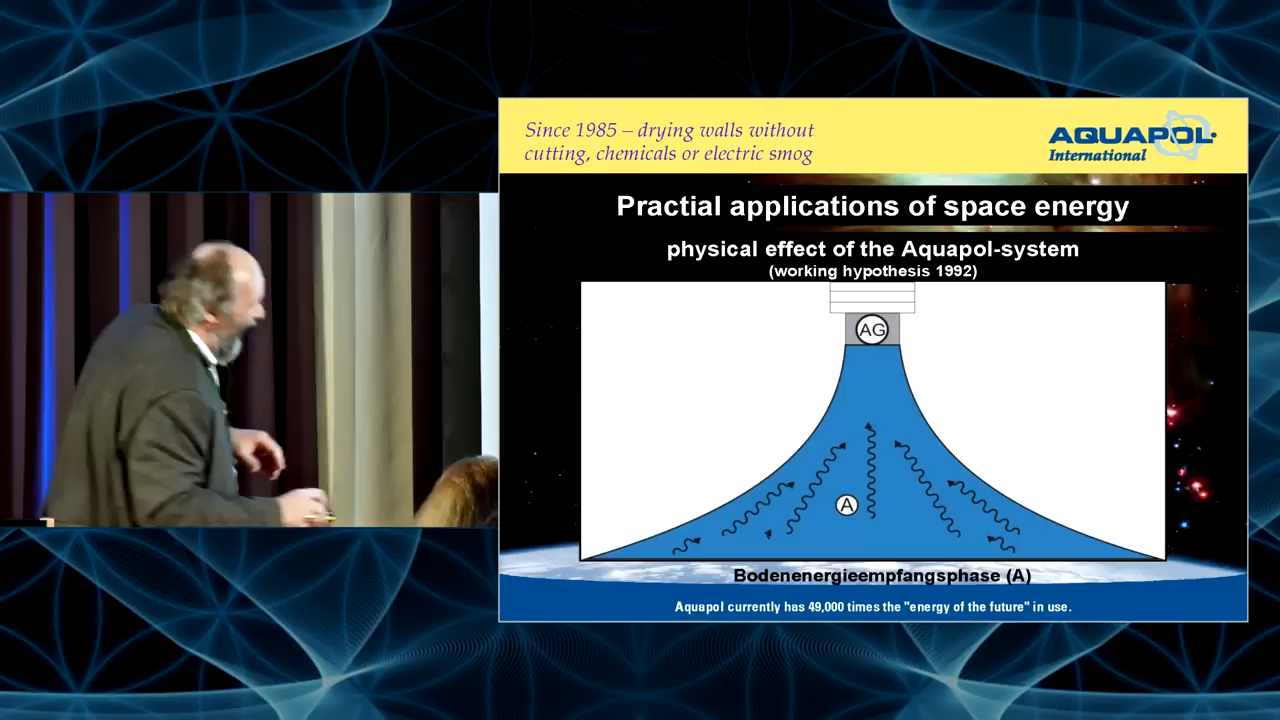 Since 1985 – drying walls without
cutting, chemicals or electric smog
AQUAPOL
International
Practial applications of space energy
physical effect of the Aquapol-system
(working hypothesis 1992)
AG
A
Bodenenergieempfangsphase (A)
Aquapol currently has 49,000 times the "energy of the future" in use.